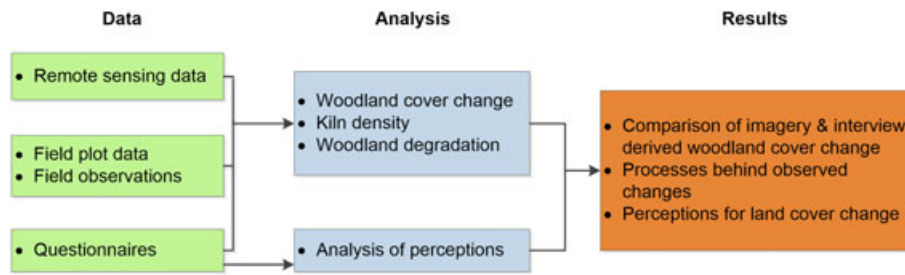 Data
Analysis
Results
• Remote sensing data
• Field plot data
• Field observations
• Questionnaires
• Woodland cover change
• Kiln density
• Woodland degradation
• Analysis of perceptions
• Comparison of imagery & interview
derived woodland cover change
• Processes behind observed
changes
• Perceptions for land cover change